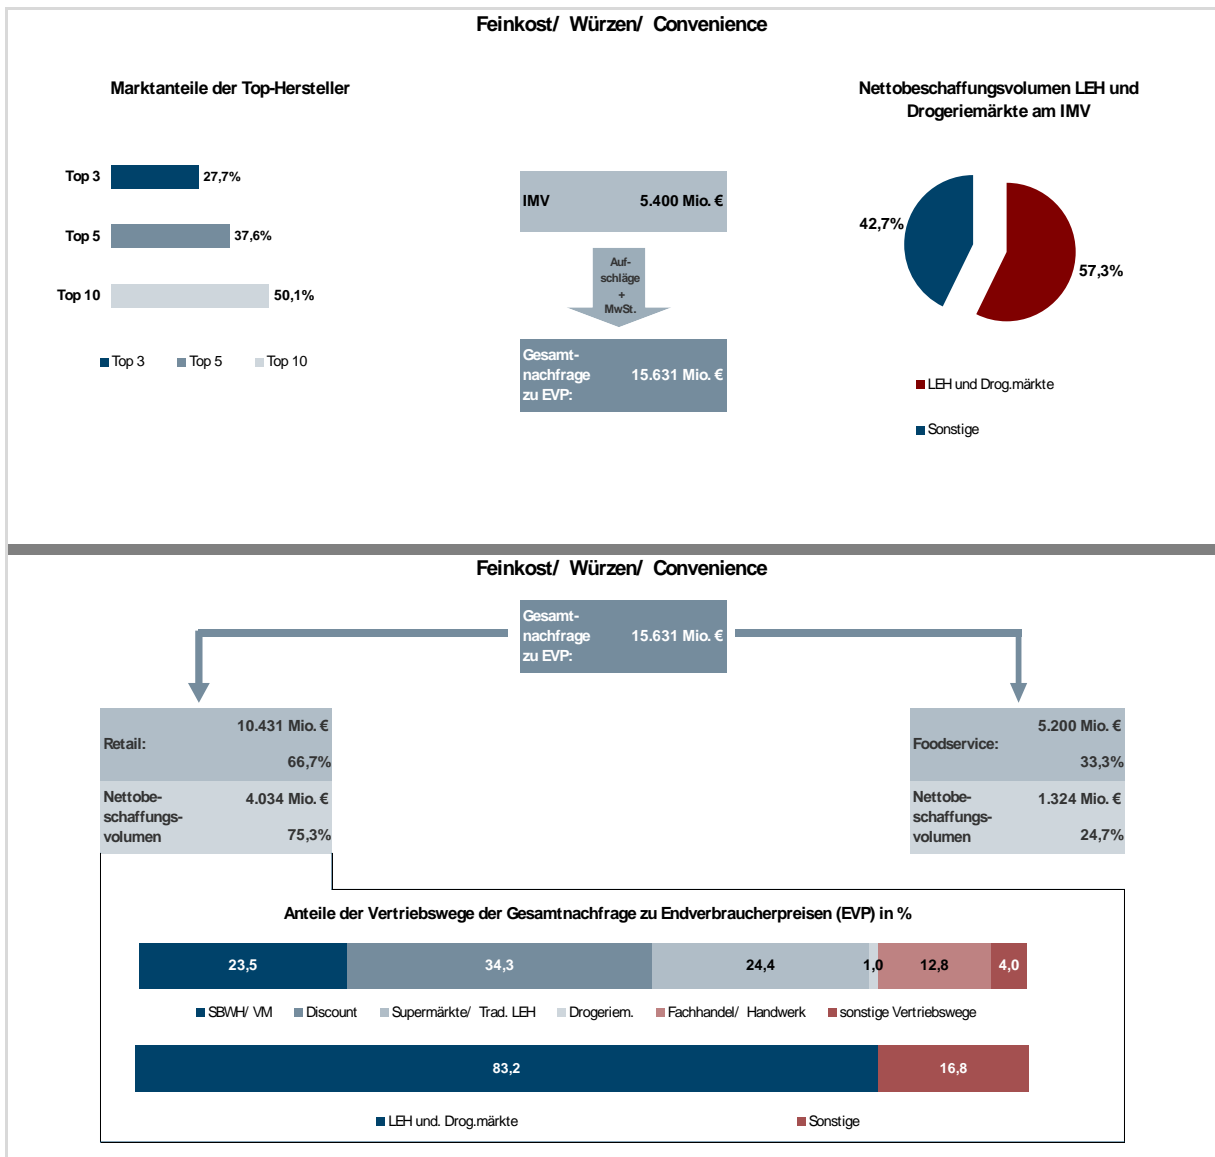 Feinkost/ Würzen/ Convenience
Marktanteile der Top-Hersteller
Top 3
27,7%
Top 5
37,6%
Top 10
50,1%
Top 3
Top 5
Top 10
IMV
5.400 Mio. €
Auf-
schläge
+
MwSt.
Gesamt-
nachfrage
zu EVP:
15.631 Mio. €
Nettobeschaffungsvolumen LEH und
Drogeriemärkte am IMV
42,7%
57,3%
LEH und Drog.märkte
Sonstige
Feinkost/ Würzen/ Convenience
Gesamt-
nachfrage
zu EVP:
15.631 Mio. €
Retail:
10.431 Mio. €
66,7%
Nettobe-
schaffungs-
volumen
4.034 Mio. €
75,3%
Foodservice:
5.200 Mio. €
33,3%
Nettobe-
schaffungs-
volumen
1.324 Mio. €
24,7%
Anteile der Vertriebswege der Gesamtnachfrage zu Endverbraucherpreisen (EVP) in %
23,5
34,3
24,4
1,0
12,8
4,0
SBWH/ VM
Discount
Supermärkte/ Trad. LEH
Drogeriem.
Fachhandel/ Handwerk
sonstige Vertriebswege
83,2
16,8
LEH und. Drog.märkte
Sonstige